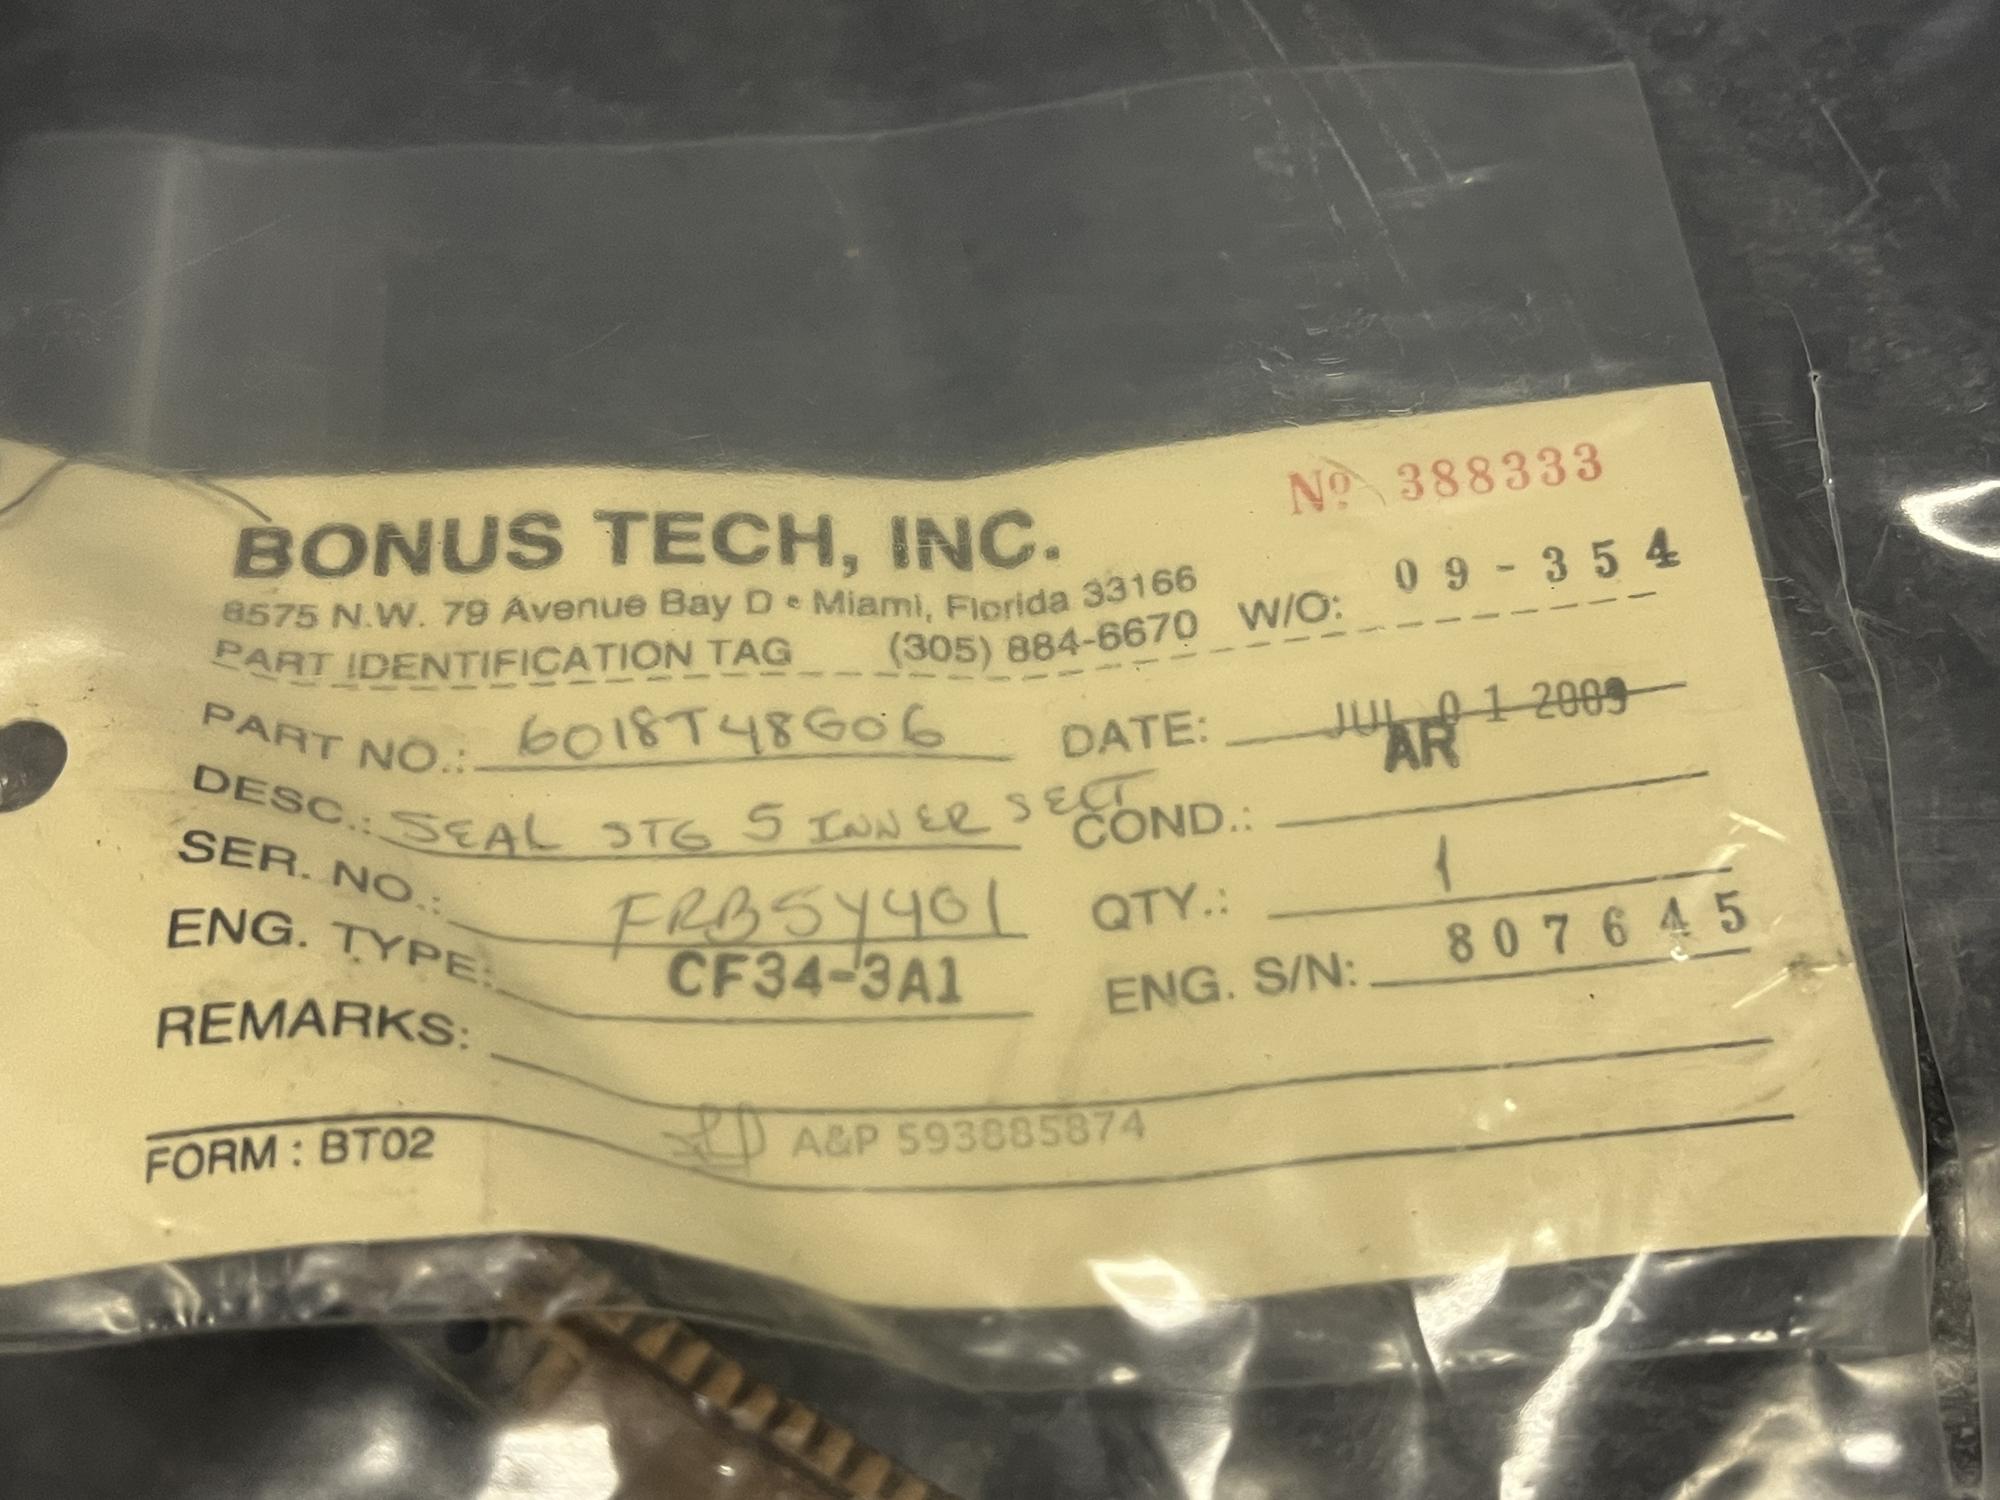 Nº 388333
BONUS TECH, INC.
8575 N.W. 79 Avenue Bay D • Miami, Florida 33166
W/O: 09-354
PART IDENTIFICATION TAG (305) 884-6670
PART NO.: 6018T48G06 DATE: JUL 01 2009
DESC.: SEAL STG 5 INNER SECT COND.: AR
SER. NO.: FRB5Y401 QTY.: 1
ENG. TYPE: CF34-3A1 ENG. S/N: 807645
REMARKS:
A&P 593885874
FORM : BT02